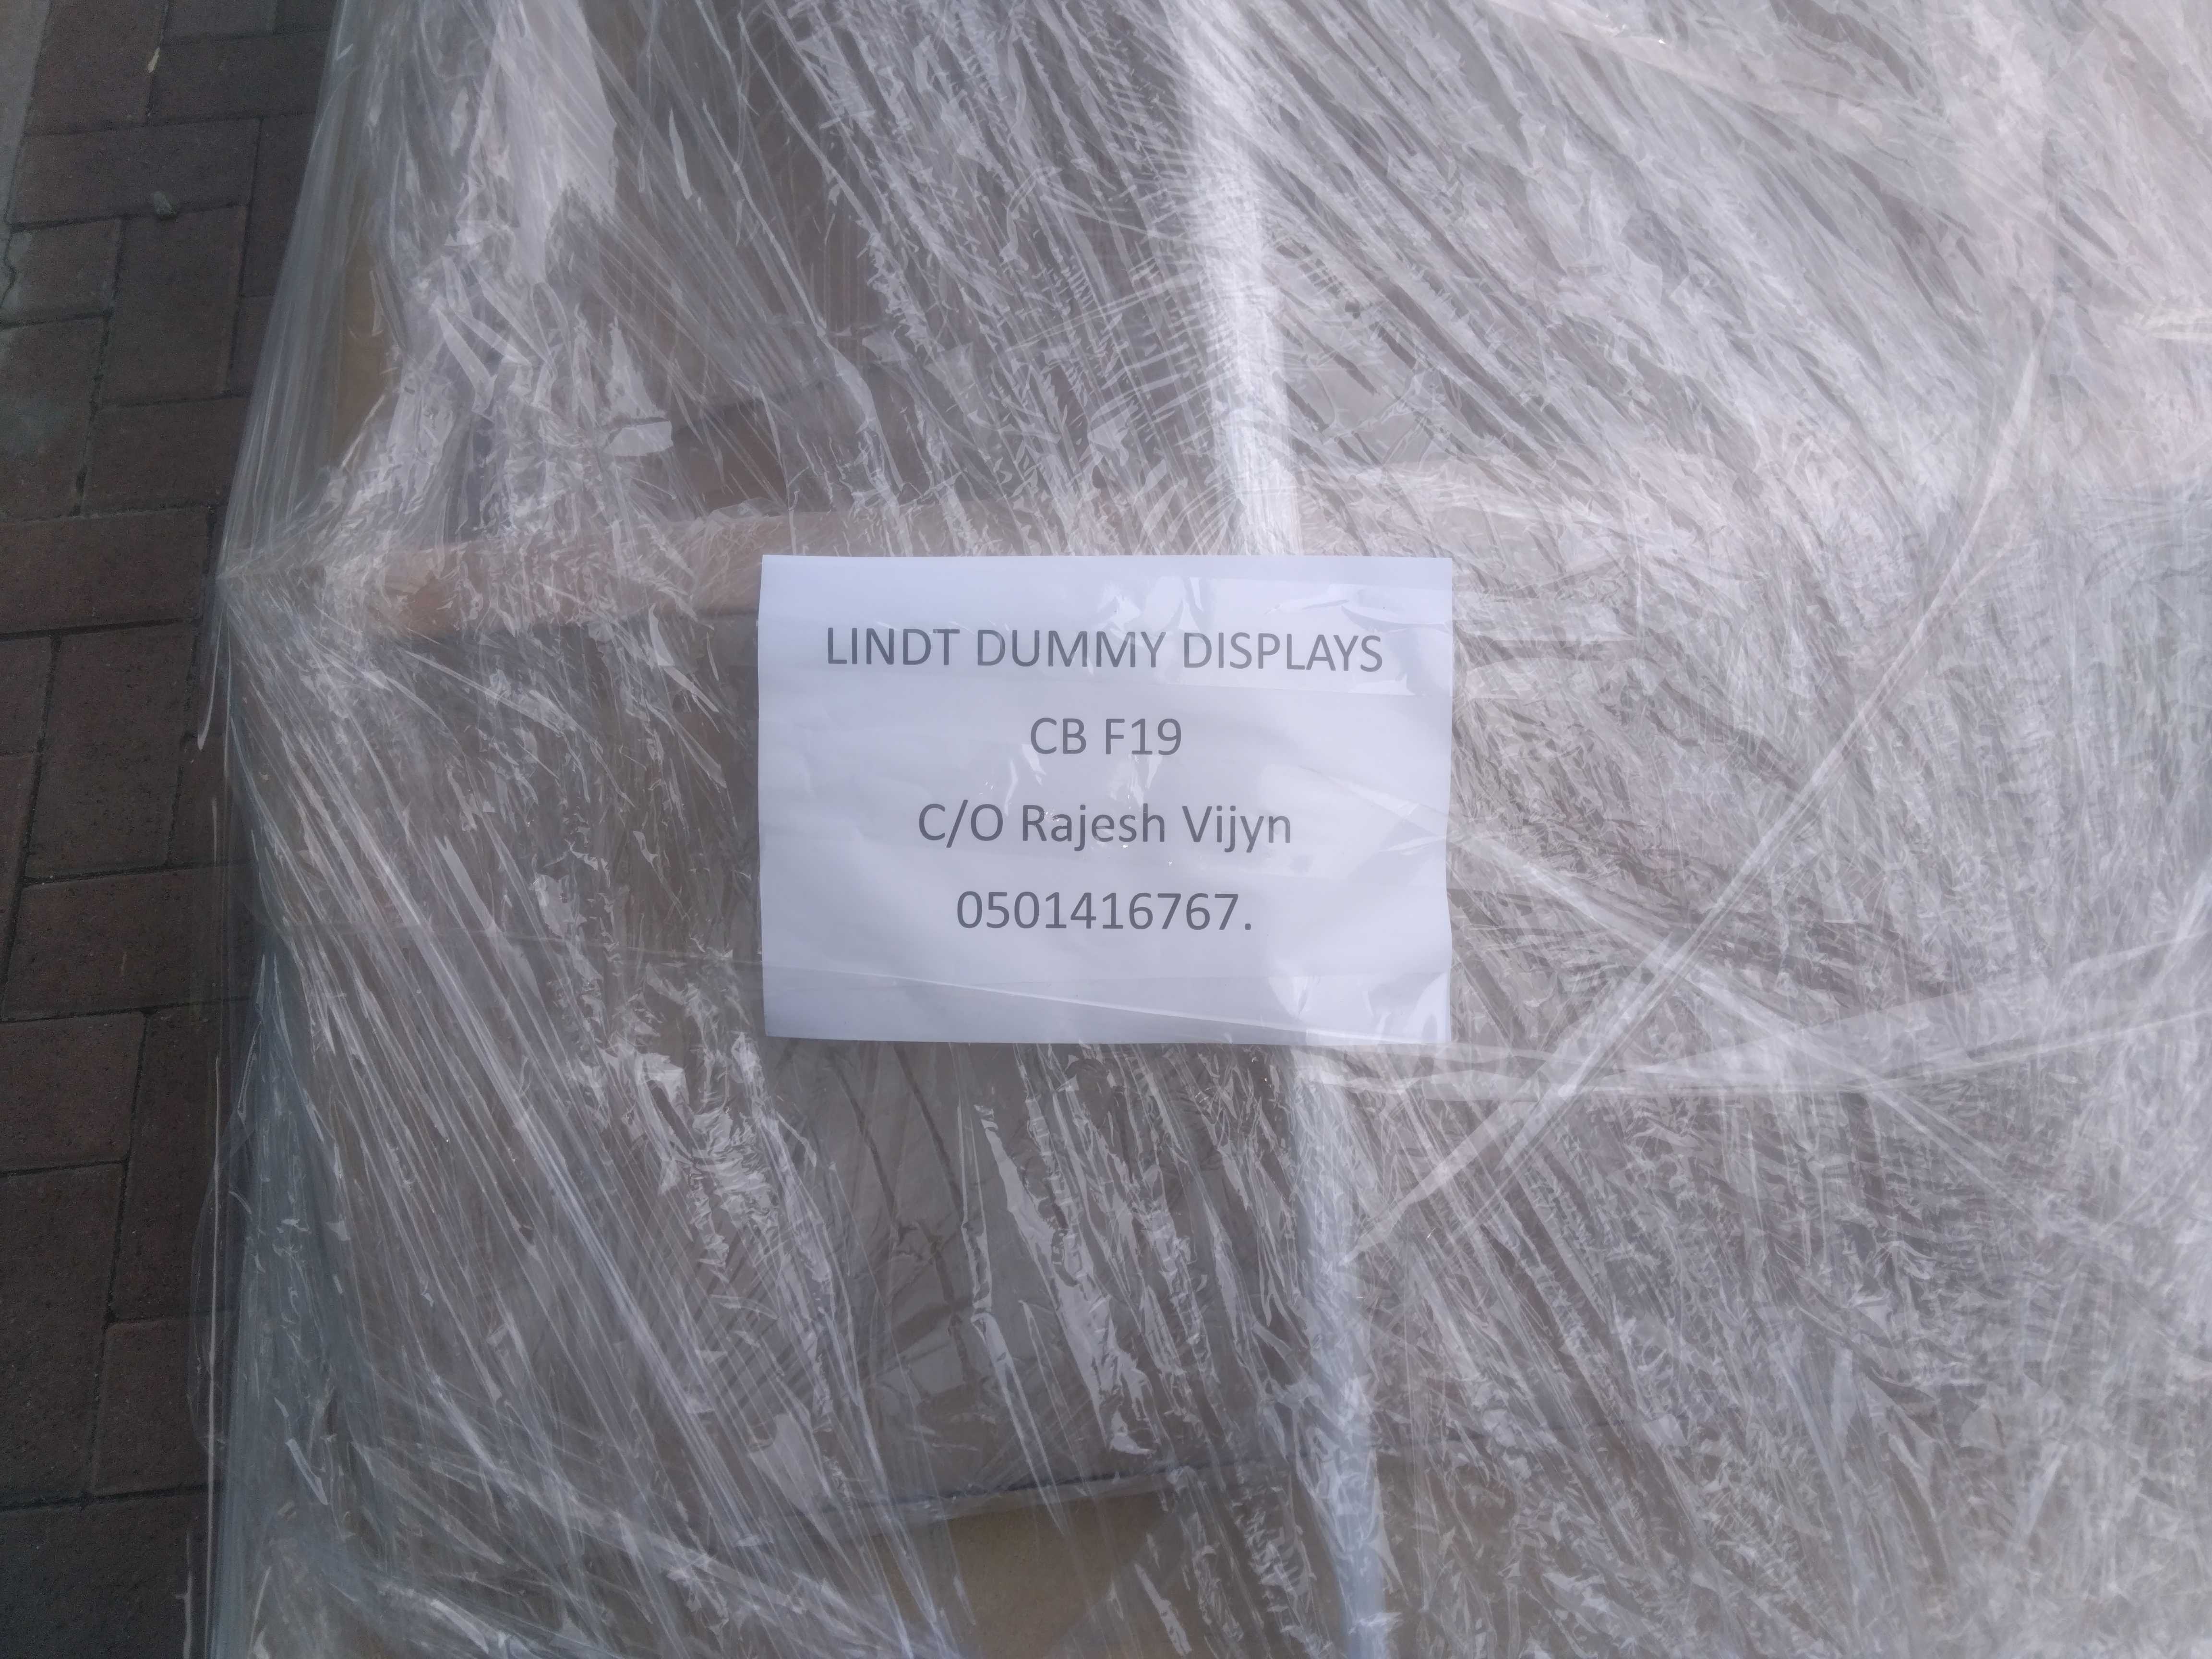 LINDT DUMMY DISPLAYS
CB F19
C/O Rajesh Vijyn
0501416767.